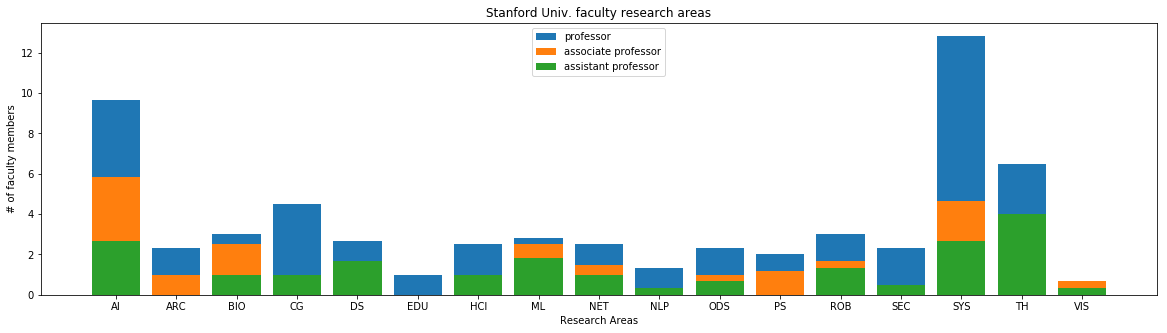 Stanford Univ. faculty research areas
professor
associate professor
assistant professor
# of faculty members
12
10
8
6
4
2
0
AI ARC BIO CG DS EDU HCI ML NET NLP ODS PS ROB SEC SYS TH VIS
Research Areas